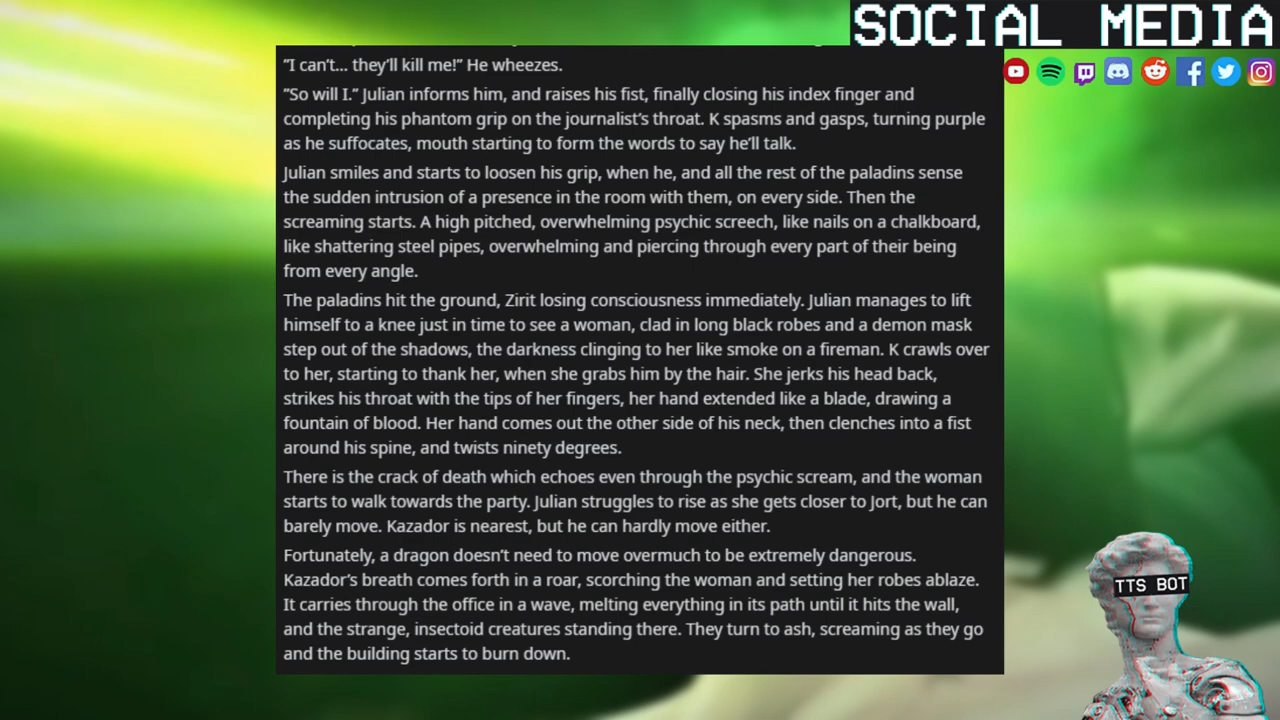 SOCIAL MEDIA
"I can't... they'll kill me!" He wheezes.
"So will I." Julian informs him, and raises his fist, finally closing his index finger and
completing his phantom grip on the journalist's throat. K spasms and gasps, turning purple
as he suffocates, mouth starting to form the words to say he'll talk.
Julian smiles and starts to loosen his grip, when he, and all the rest of the paladins sense
the sudden intrusion of a presence in the room with them, on every side. Then the
screaming starts. A high pitched, overwhelming psychic screech, like nails on a chalkboard,
like shattering steel pipes, overwhelming and piercing through every part of their being
from every angle.
The paladins hit the ground, Zirit losing consciousness immediately. Julian manages to lift
himself to a knee just in time to see a woman, clad in long black robes and a demon mask
step out of the shadows, the darkness clinging to her like smoke on a fireman. K crawls over
to her, starting to thank her, when she grabs him by the hair. She jerks his head back,
strikes his throat with the tips of her fingers, her hand extended like a blade, drawing a
fountain of blood. Her hand comes out the other side of his neck, then clenches into a fist
around his spine, and twists ninety degrees.
There is the crack of death which echoes even through the psychic scream, and the woman
starts to walk towards the party. Julian struggles to rise as she gets closer to Jort, but he can
barely move. Kazador is nearest, but he can hardly move either.
Fortunately, a dragon doesn't need to move overmuch to be extremely dangerous.
Kazador's breath comes forth in a roar, scorching the woman and setting her robes ablaze.
It carries through the office in a wave, melting everything in its path until it hits the wall,
and the strange, insectoid creatures standing there. They turn to ash, screaming as they go
and the building starts to burn down.
TTS BOT